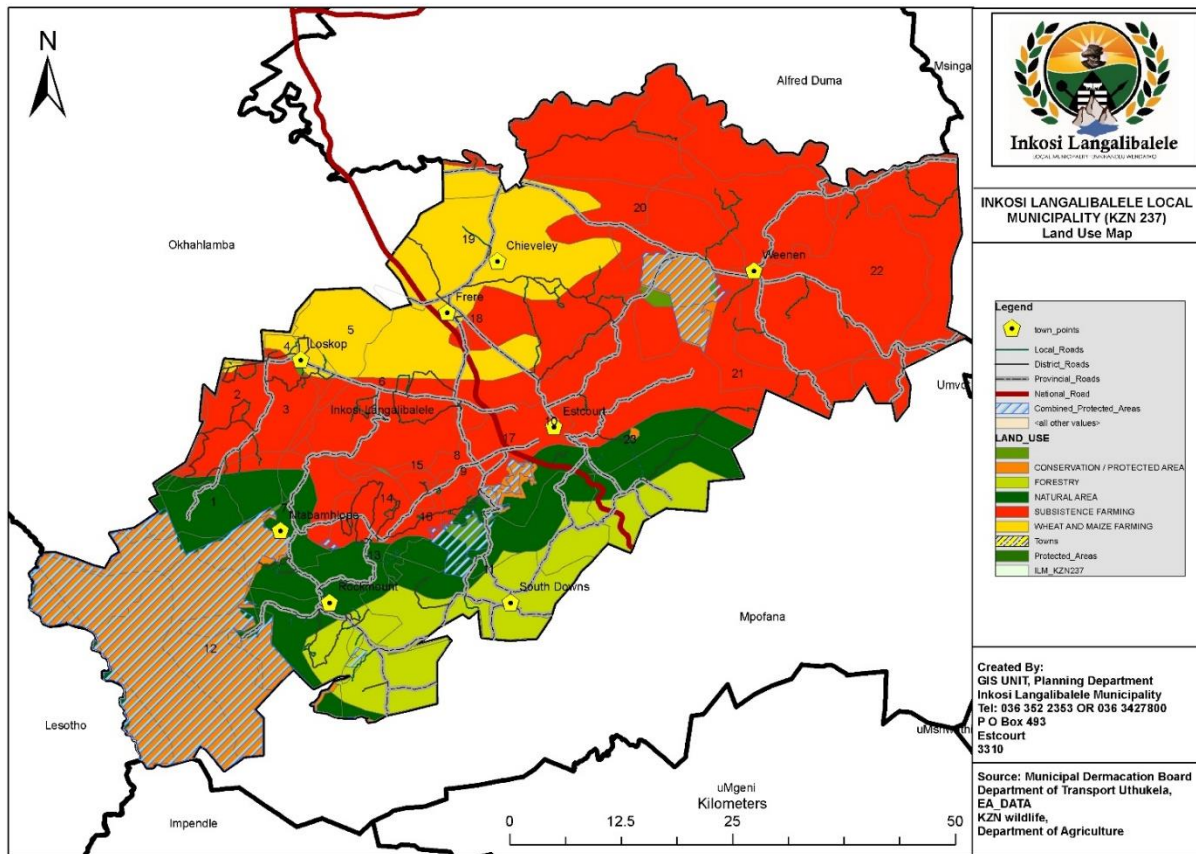 N
Msinga
Alfred Duma
Okhahlamba
20
19
Chieveley
Weenen
22
Frere
18
5
4
Loskop
21
Umvo
6
2
3
Inkosi Langalibalele
Estcourt
10
17
23
8
15
9
1
14
16
Ntabamhlope
13
11
Rockmount
South Downs
Mpofana
12
Lesotho
uMshwathi
uMgeni
Impendle
Kilometers
0 12.5 25 50
Inkosi Langalibalele
INKOSI LANGALIBALELE LOCAL
MUNICIPALITY (KZN 237)
Land Use Map
Legend
town_points
Local_Roads
District_Roads
Provincial_Roads
National_Road
Combined_Protected_Areas
<all other values>
LAND_USE
CONSERVATION / PROTECTED AREA
FORESTRY
NATURAL AREA
SUBSISTENCE FARMING
WHEAT AND MAIZE FARMING
Towns
Protected_Areas
ILM_KZN237
Created By:
GIS UNIT, Planning Department
Inkosi Langalibalele Municipality
Tel: 036 352 2353 OR 036 3427800
P O Box 493
Estcourt
3310
Source: Municipal Dermacation Board
Department of Transport Uthukela,
EA_DATA
KZN wildlife,
Department of Agriculture